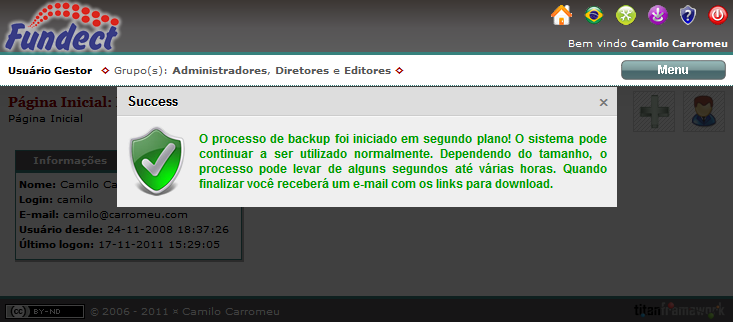 Fundect
Bem vindo Camilo Carromeu
Usuário Gestor ◇ Grupo(s): Administradores, Diretores e Editores ◇
Menu
Página Inicial:
Página Inicial
Success
×
O processo de backup foi iniciado em segundo plano! O sistema pode
continuar a ser utilizado normalmente. Dependendo do tamanho, o
processo pode levar de alguns segundos até várias horas. Quando
finalizar você receberá um e-mail com os links para download.
Informações
Nome: Camilo C
Login: camilo
E-mail: camilo@carromeu.com
Usuário desde: 24-11-2008 18:37:26
Último logon: 17-11-2011 15:29:05
cc BY-ND © 2006 - 2011 ¤ Camilo Carromeu
titanframework